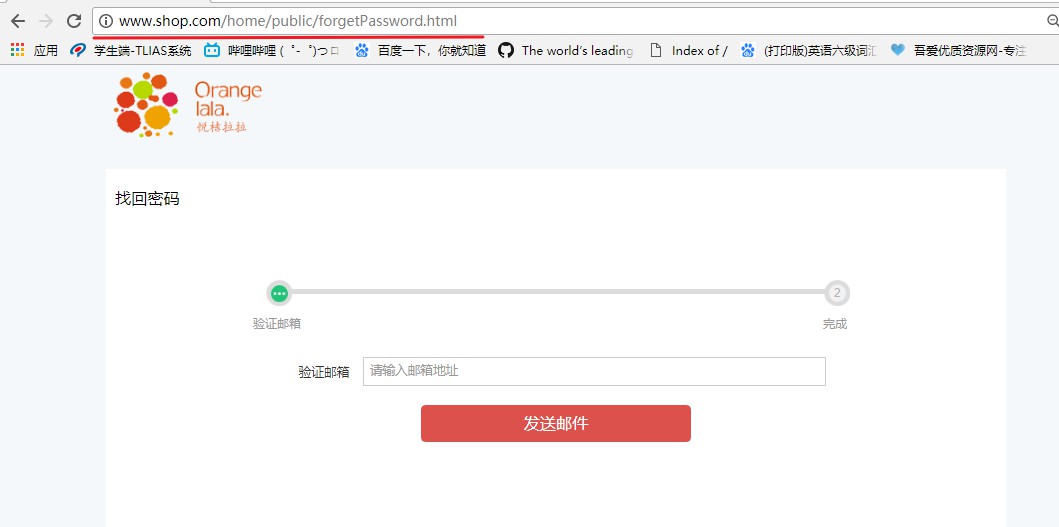 www.shop.com/home/public/forgetPassword.html
应用 学生端-TLIAS系统 哔哩哔哩 ( ゜- ゜)つロ 百度一下，你就知道 The world's leading Index of / (打印版)英语六级词汇 吾爱优质资源网-专注
Orange
lala.
悦桔拉拉
找回密码
2
验证邮箱 完成
验证邮箱 请输入邮箱地址
发送邮件